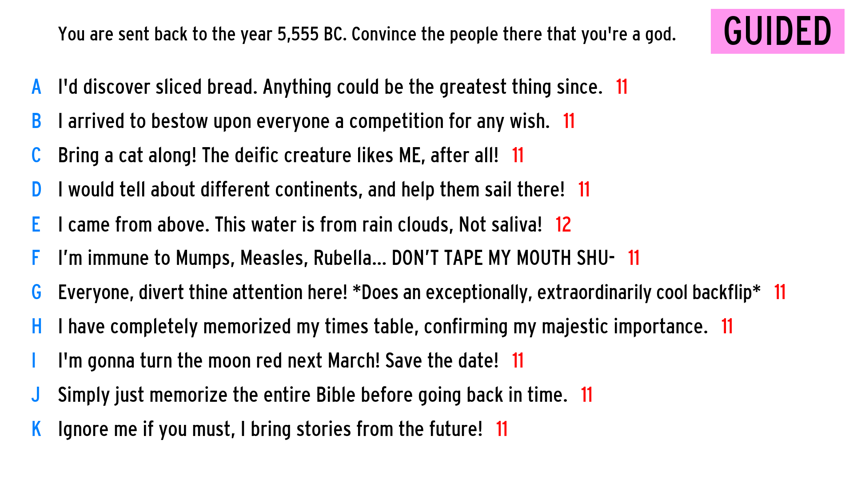 You are sent back to the year 5,555 BC. Convince the people there that you're a god.
GUIDED
A I'd discover sliced bread. Anything could be the greatest thing since. 11
B I arrived to bestow upon everyone a competition for any wish. 11
C Bring a cat along! The deific creature likes ME, after all! 11
D I would tell about different continents, and help them sail there! 11
E I came from above. This water is from rain clouds, Not saliva! 12
F I’m immune to Mumps, Measles, Rubella... DON’T TAPE MY MOUTH SHU- 11
G Everyone, divert thine attention here! *Does an exceptionally, extraordinarily cool backflip* 11
H I have completely memorized my times table, confirming my majestic importance. 11
I I'm gonna turn the moon red next March! Save the date! 11
J Simply just memorize the entire Bible before going back in time. 11
K Ignore me if you must, I bring stories from the future! 11